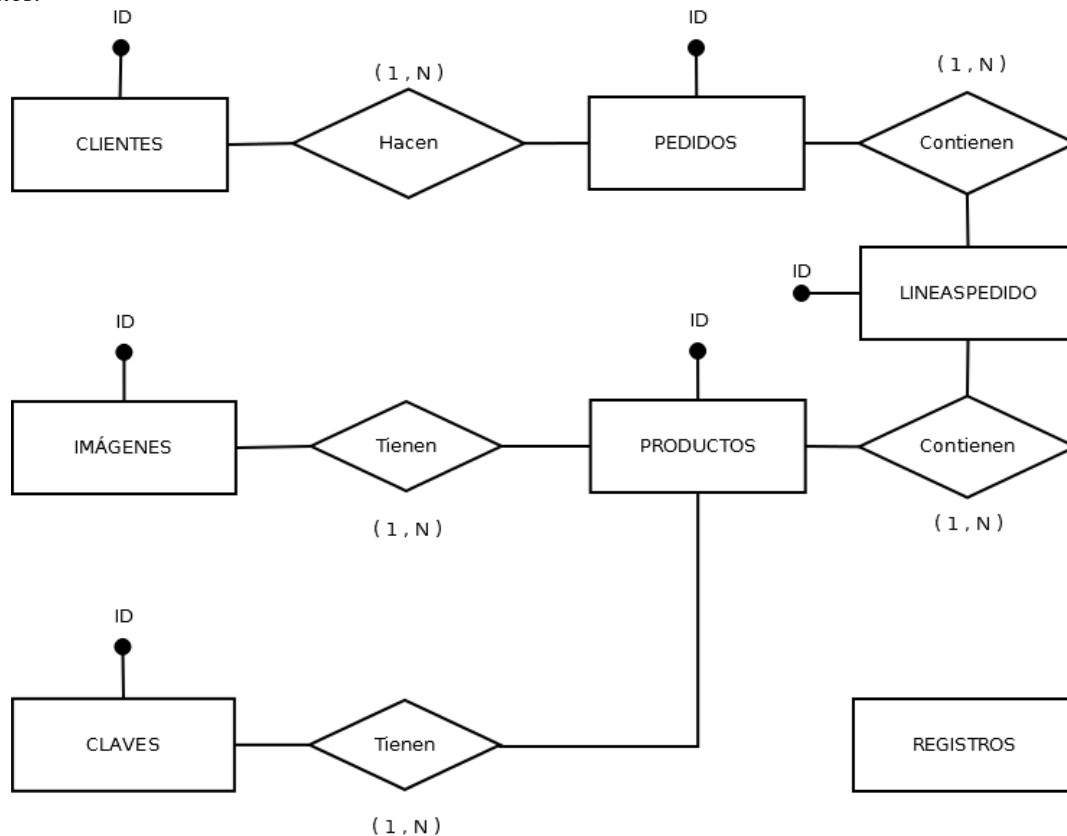 ID
ID
( 1 , N )
( 1 , N )
CLIENTES
Hacen
PEDIDOS
Contienen
ID
LINEASPEDIDO
ID
ID
IMÁGENES
Tienen
PRODUCTOS
Contienen
( 1 , N )
( 1 , N )
ID
CLAVES
Tienen
REGISTROS
( 1 , N )